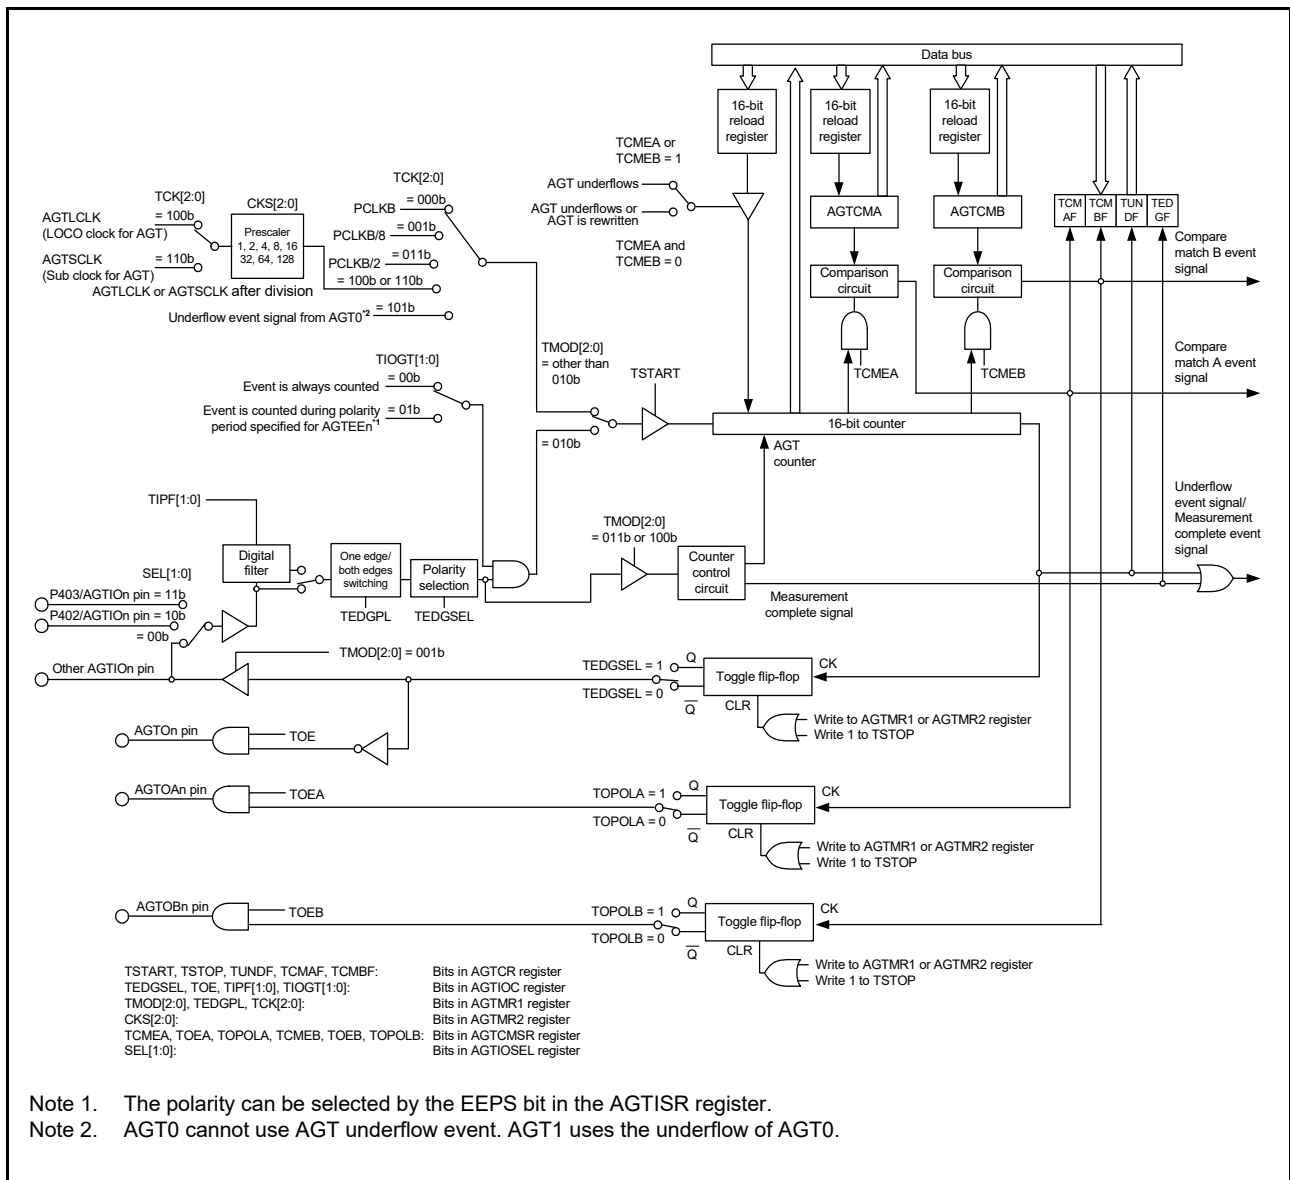 Data bus
16-bit
reload
register
16-bit
reload
register
16-bit
reload
register
TCMEA or
TCMEB = 1
AGT underflows
AGT underflows or
AGT is rewritten
TCMEA and
TCMEB = 0
TCK[2:0]
= 000b
PCLKB
= 001b
PCLKB/8
= 011b
PCLKB/2
= 100b or 110b
AGTLCLK or AGTSCLK after division
Underflow event signal from AGT0*2 = 101b
TCK[2:0]
CKS[2:0]
AGTLCLK
(LOCO clock for AGT)
= 100b
AGTSCLK
(Sub clock for AGT)
= 110b
Prescaler
1, 2, 4, 8, 16
32, 64, 128
AGTCMA
AGTCMB
TCM
AF
TCM
BF
TUN
DF
TED
GF
Comparison
circuit
Comparison
circuit
Compare
match B event
signal
TCMEA
TCMEB
Compare
match A event
signal
TIOGT[1:0]
= 00b
Event is always counted
Event is counted during polarity
period specified for AGTEEn*1
= 01b
TMOD[2:0]
= other than
010b
= 010b
TSTART
16-bit counter
AGT
counter
TIPF[1:0]
Digital
filter
SEL[1:0]
One edge/
both edges
switching
Polarity
selection
TEDGPL
TEDGSEL
TMOD[2:0]
= 011b or 100b
Counter
control
circuit
Measurement
complete signal
Underflow
event signal/
Measurement
complete event
signal
P403/AGTIOn pin = 11b
P402/AGTIOn pin = 10b
= 00b
Other AGTIOn pin
TMOD[2:0] = 001b
TEDGSEL = 1
TEDGSEL = 0
Q
Q
Toggle flip-flop
CK
CLR
Write to AGTMR1 or AGTMR2 register
Write 1 to TSTOP
AGTOn pin
TOE
AGTOAn pin
TOEA
TOPOLA = 1
TOPOLA = 0
Q
Q
Toggle flip-flop
CK
CLR
Write to AGTMR1 or AGTMR2 register
Write 1 to TSTOP
AGTOBn pin
TOEB
TOPOLB = 1
TOPOLB = 0
Q
Q
Toggle flip-flop
CK
CLR
Write to AGTMR1 or AGTMR2 register
Write 1 to TSTOP
TSTART, TSTOP, TUNDF, TCMAF, TCMBF: Bits in AGTCR register
TEDGSEL, TOE, TIPF[1:0], TIOGT[1:0]: Bits in AGTIOC register
TMOD[2:0], TEDGPL, TCK[2:0]: Bits in AGTMR1 register
CKS[2:0]: Bits in AGTMR2 register
TCMEA, TOEA, TOPOLA, TCMEB, TOEB, TOPOLB: Bits in AGTCMSR register
SEL[1:0]: Bits in AGTIOSEL register
Note 1. The polarity can be selected by the EEPS bit in the AGTISR register.
Note 2. AGT0 cannot use AGT underflow event. AGT1 uses the underflow of AGT0.